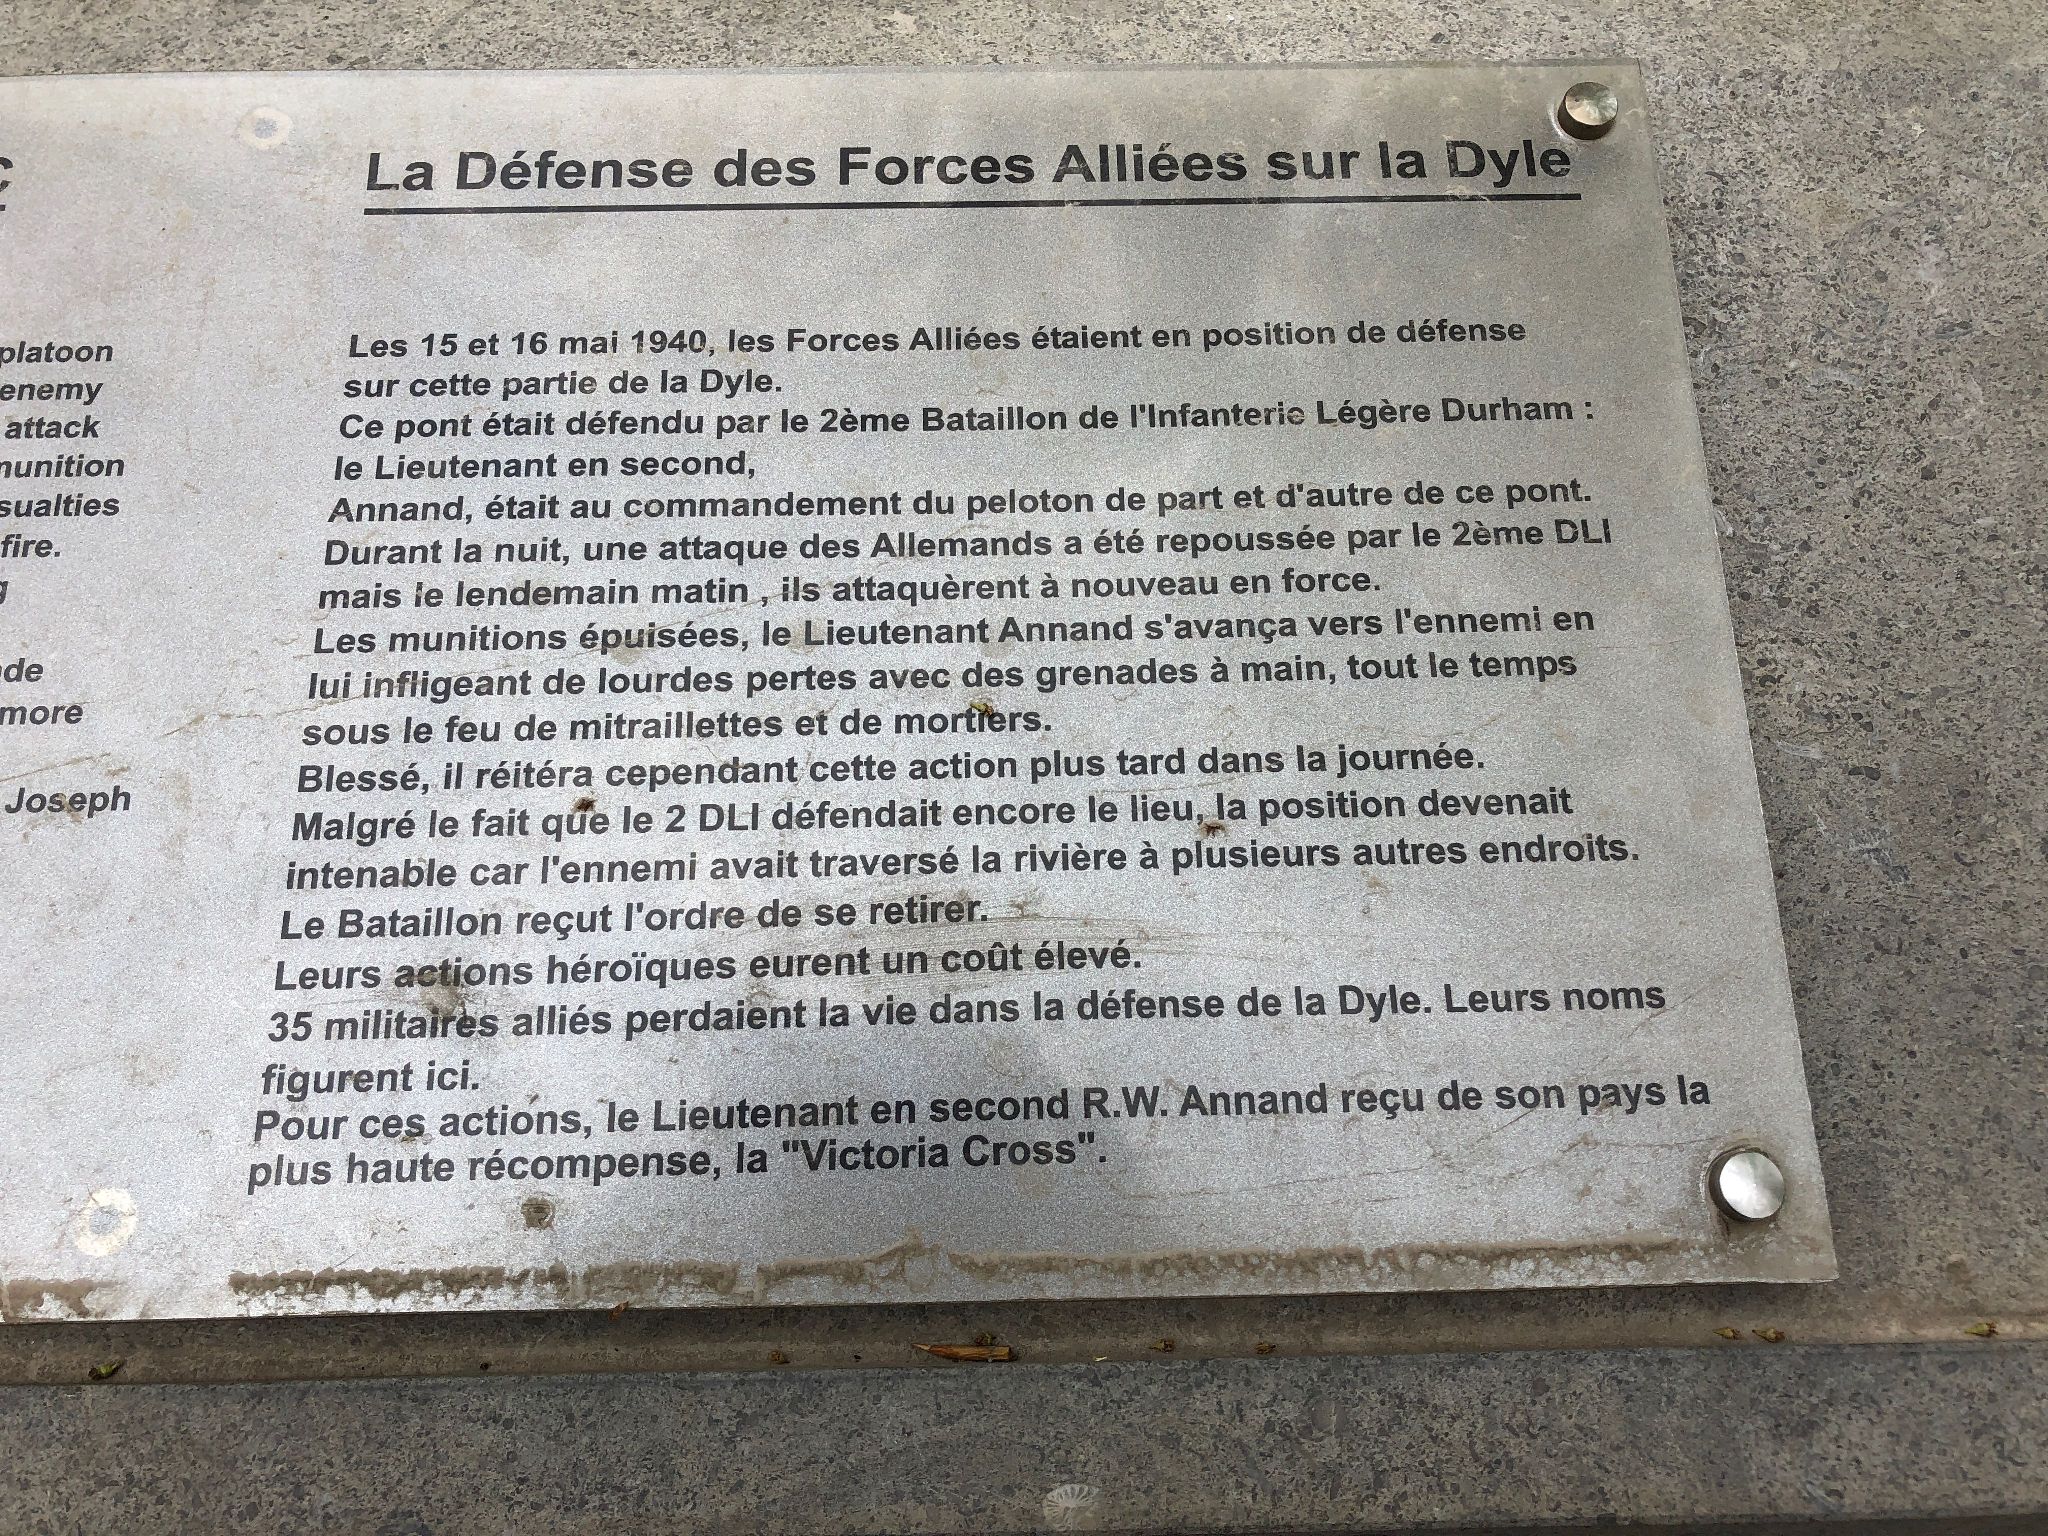 La Défense des Forces Alliées sur la Dyle
platoon
enemy
attack
fire.
more
Joseph
Les 15 et 16 mai 1940, les Forces Alliées étaient en position de défense
sur cette partie de la Dyle.
Ce pont était défendu par le 2ème Bataillon de l'Infanterie Légère Durham :
le Lieutenant en second,
Annand, était au commandement du peloton de part et d'autre de ce pont.
Durant la nuit, une attaque des Allemands a été repoussée par le 2ème DLI
mais le lendemain matin , ils attaquèrent à nouveau en force.
Les munitions épuisées, le Lieutenant Annand s'avança vers l'ennemi en
lui infligeant de lourdes pertes avec des grenades à main, tout le temps
sous le feu de mitraillettes et de mortiers.
Blessé, il réitéra cependant cette action plus tard dans la journée.
Malgré le fait que le 2 DLI défendait encore le lieu, la position devenait
intenable car l'ennemi avait traversé la rivière à plusieurs autres endroits.
Le Bataillon reçut l'ordre de se retirer.
Leurs actions héroïques eurent un coût élevé.
35 militaires alliés perdaient la vie dans la défense de la Dyle. Leurs noms
figurent ici.
Pour ces actions, le Lieutenant en second R.W. Annand reçu de son pays la
plus haute récompense, la "Victoria Cross".